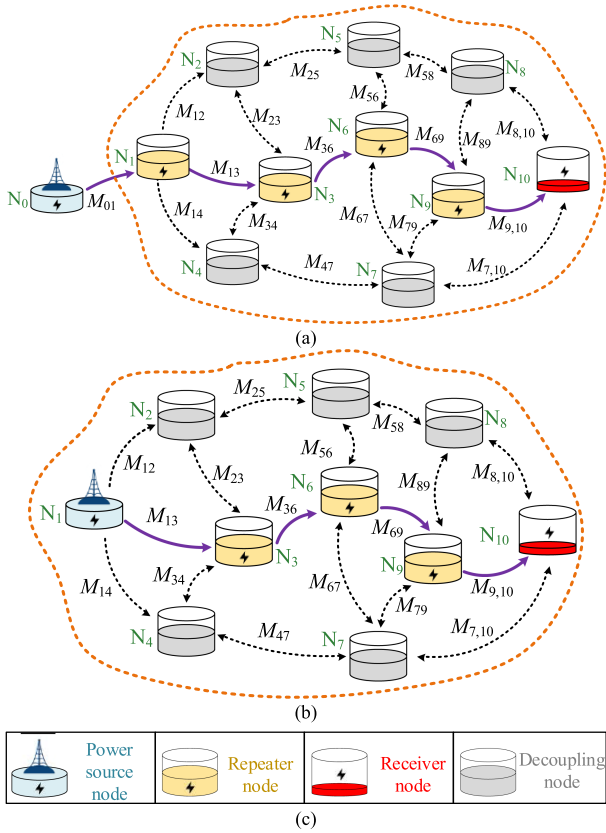 N5
N2
M25
M58
N8
M12
M56
M23
N6
M8,10
N1
M36
M69
M89
M13
N10
N0
M01
N3
M14
M34
M67
M79
N9
M9,10
N4
M47
N7
M7,10
(a)
N5
M25
N2
M58
N8
M12
M56
M23
M8,10
N6
M89
N1
M36
M13
M69
N10
N3
N9
M34
M14
M67
M9,10
M79
N4
M47
N7
M7,10
(b)
Power source node
Repeater node
Receiver node
Decoupling node
(c)